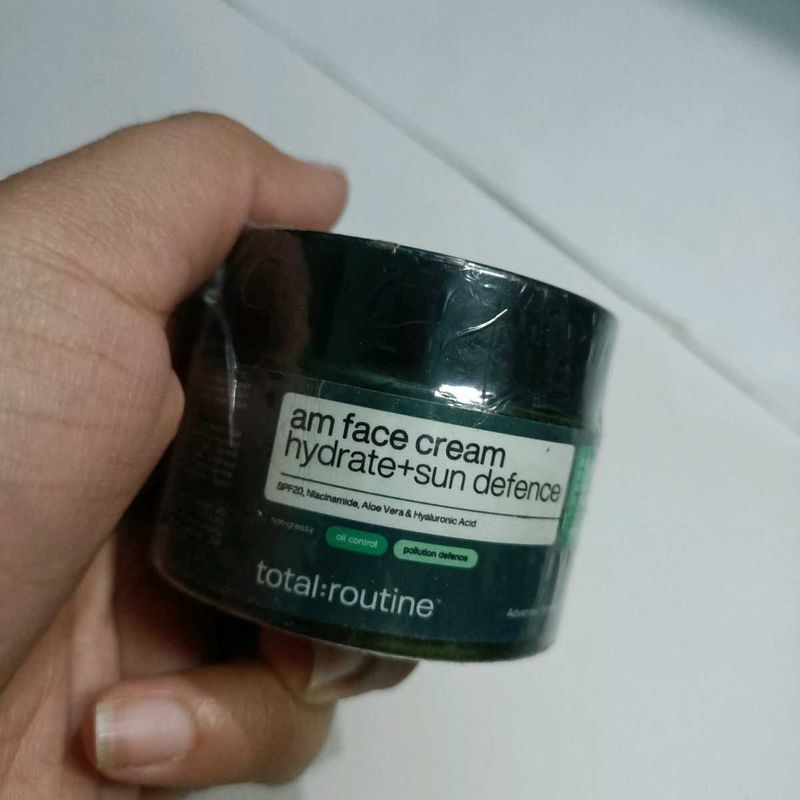 am face cream
hydrate+sun defence
SPF20, Niacinamide, Aloe Vera & Hyaluronic Acid
non-greasy
oil control
pollution defence
total:routine™